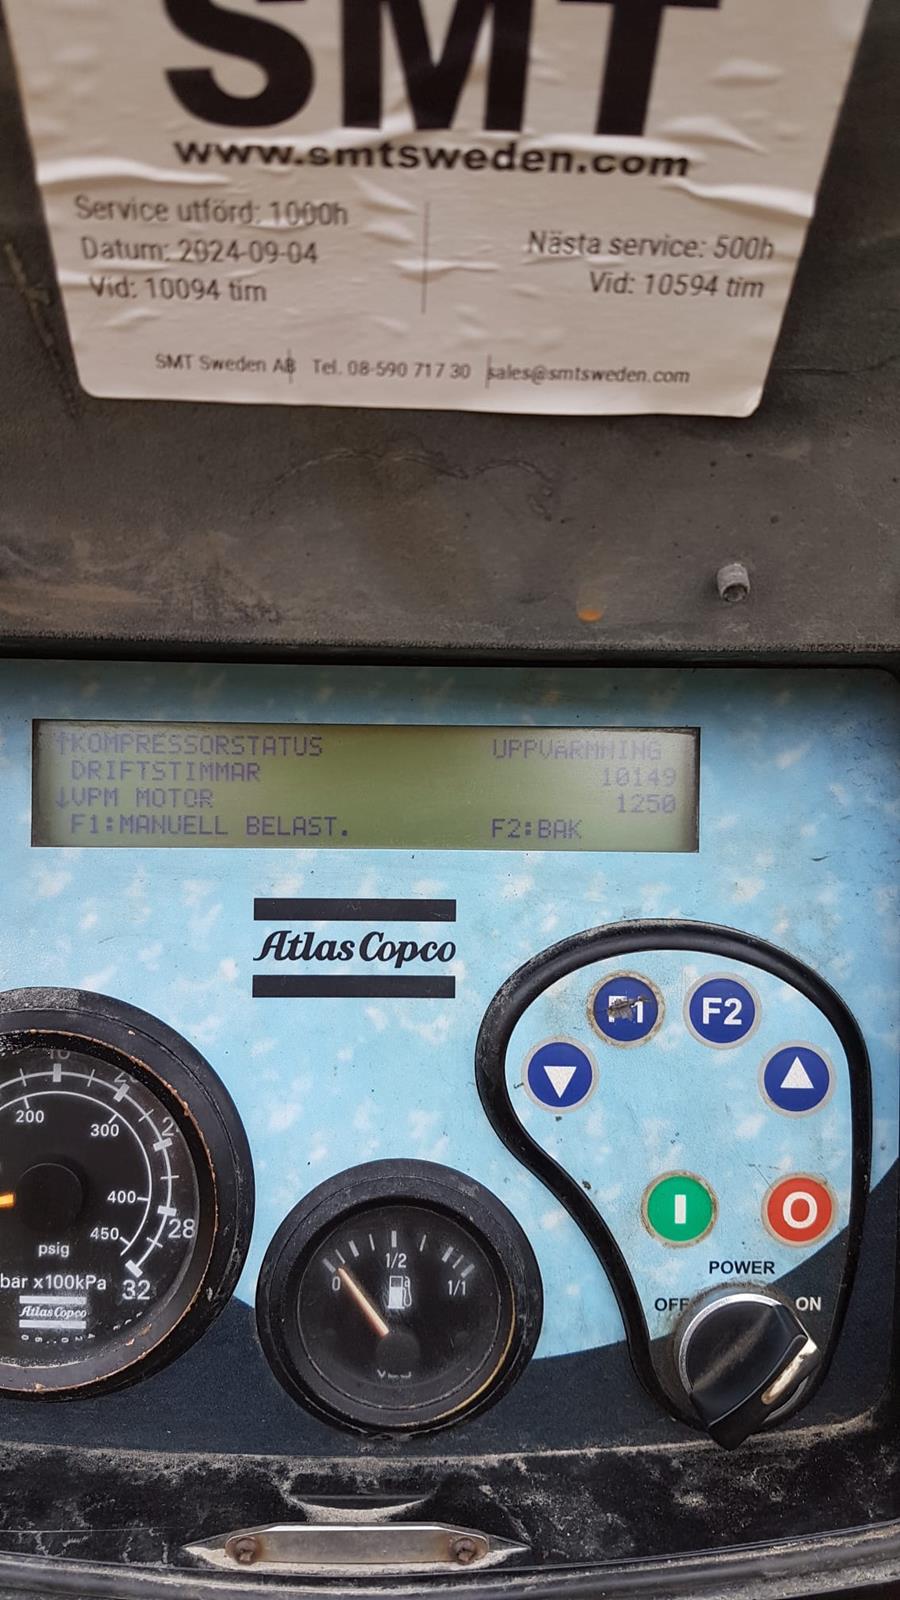 SMT
www.smtsweden.com
Service utförd: 1000h
Datum: 2024-09-04
Vid: 10094 tim
Nästa service: 500h
Vid: 10594 tim
SMT Sweden AB Tel. 08-590 717 30 sales@smtsweden.com
↑KOMPRESSORSTATUS UPPVARMNING
DRIFTSTIMMAR 10149
↓VPM MOTOR 1250
F1:MANUELL BELAST. F2:BAK
Atlas Copco
F1 F2
200 300 400 450
psig
bar x100kPa
28
32
Atlas Copco
0 1/2 1/1
I O
POWER
OFF ON